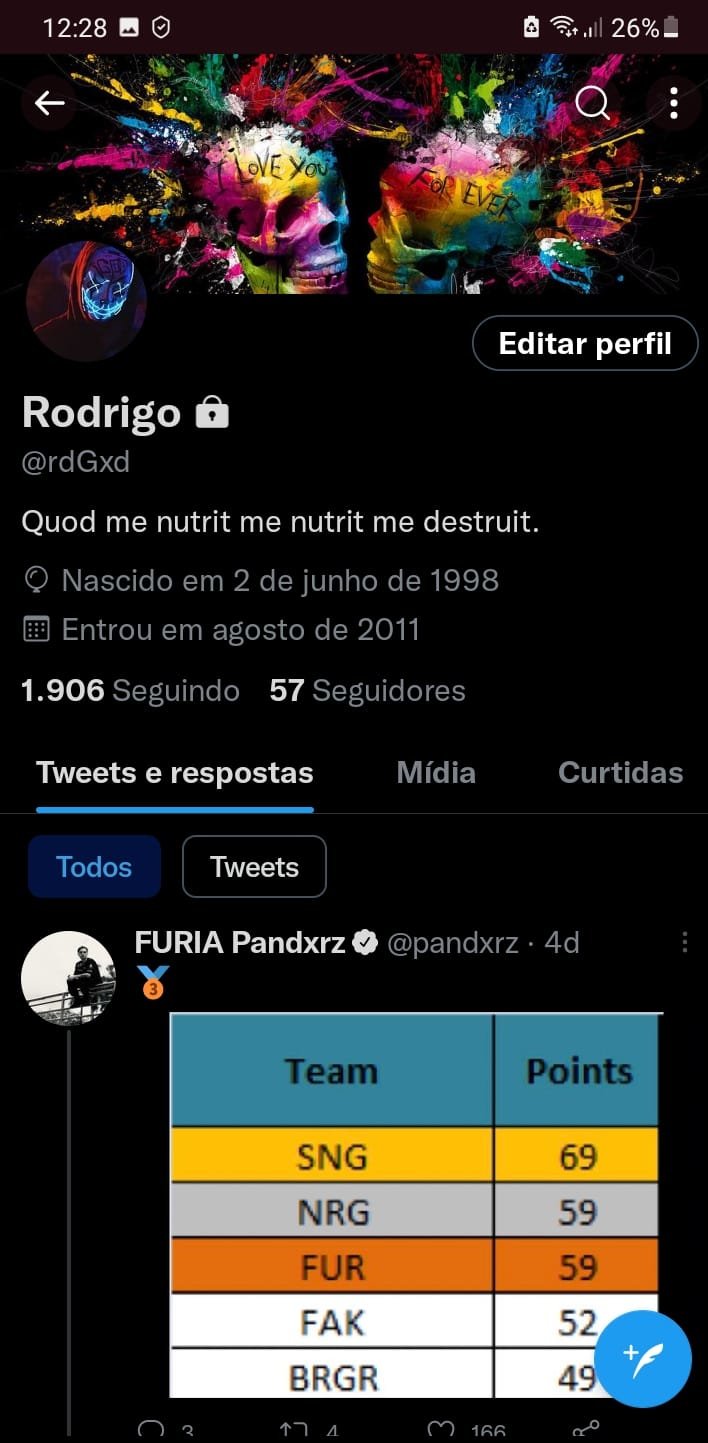 12:28 26%
I LOVE YOU FOR EVER
Editar perfil
Rodrigo
@rdGxd
Quod me nutrit me nutrit me destruit.
Nascido em 2 de junho de 1998
Entrou em agosto de 2011
1.906 Seguindo 57 Seguidores
Tweets e respostas Mídia Curtidas
Todos Tweets
FURIA Pandxrz @pandxrz · 4d
3
Team Points
SNG 69
NRG 59
FUR 59
FAK 52
BRGR 49
3 4 166